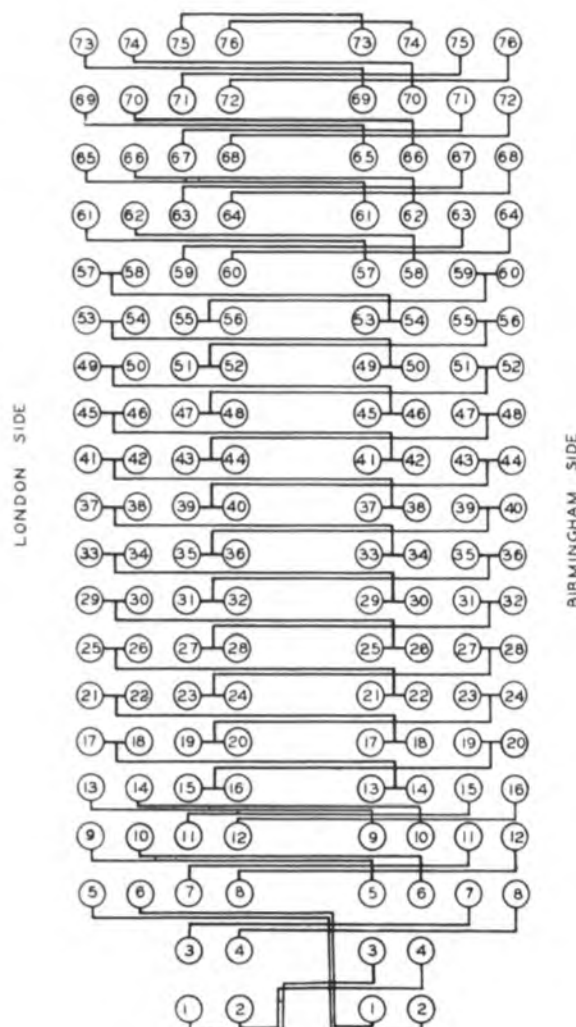 75 76 73 74
73 74 75 76
71 72 69 70
69 70 71 72
67 68 65 66
65 66 67 68
63 64 61 62
61 62 63 64
59 60 57 58
57 58 59 60
55 56 53 54
53 54 55 56
51 52 49 50
49 50 51 52
47 48 45 46
45 46 47 48
43 44 41 42
41 42 43 44
39 40 37 38
37 38 39 40
35 36 33 34
33 34 35 36
31 32 29 30
29 30 31 32
27 28 25 26
25 26 27 28
23 24 21 22
21 22 23 24
19 20 17 18
17 18 19 20
15 16 13 14
13 14 15 16
11 12 9 10
9 10 11 12
7 8 5 6
5 6 7 8
3 4 3 4
1 2 1 2
LONDON SIDE
BIRMINGHAM SIDE